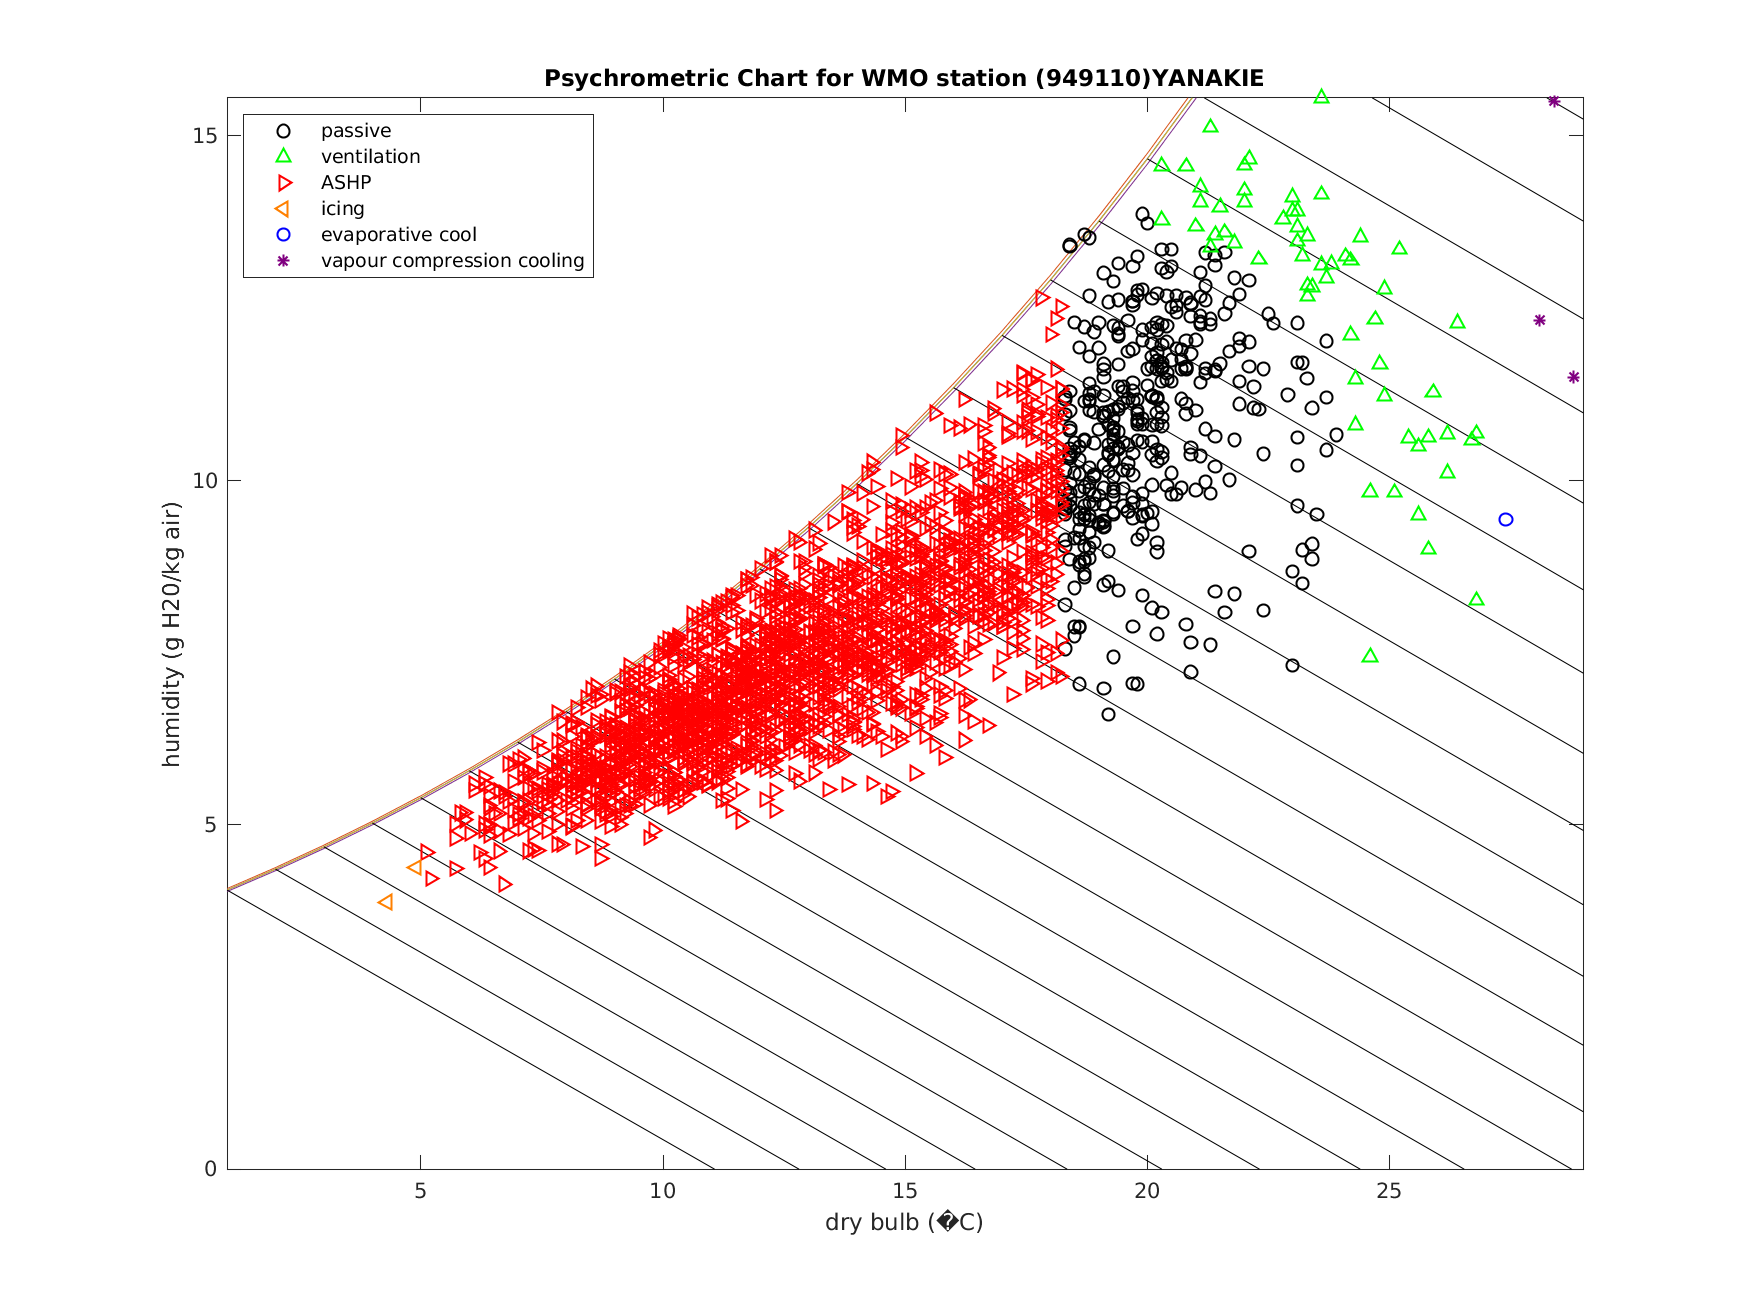 Psychrometric Chart for WMO station (949110)YANAKIE
passive
ventilation
ASHP
icing
evaporative cool
vapour compression cooling
15
10
5
0
humidity (g H20/kg air)
5
10
15
20
25
dry bulb (�C)